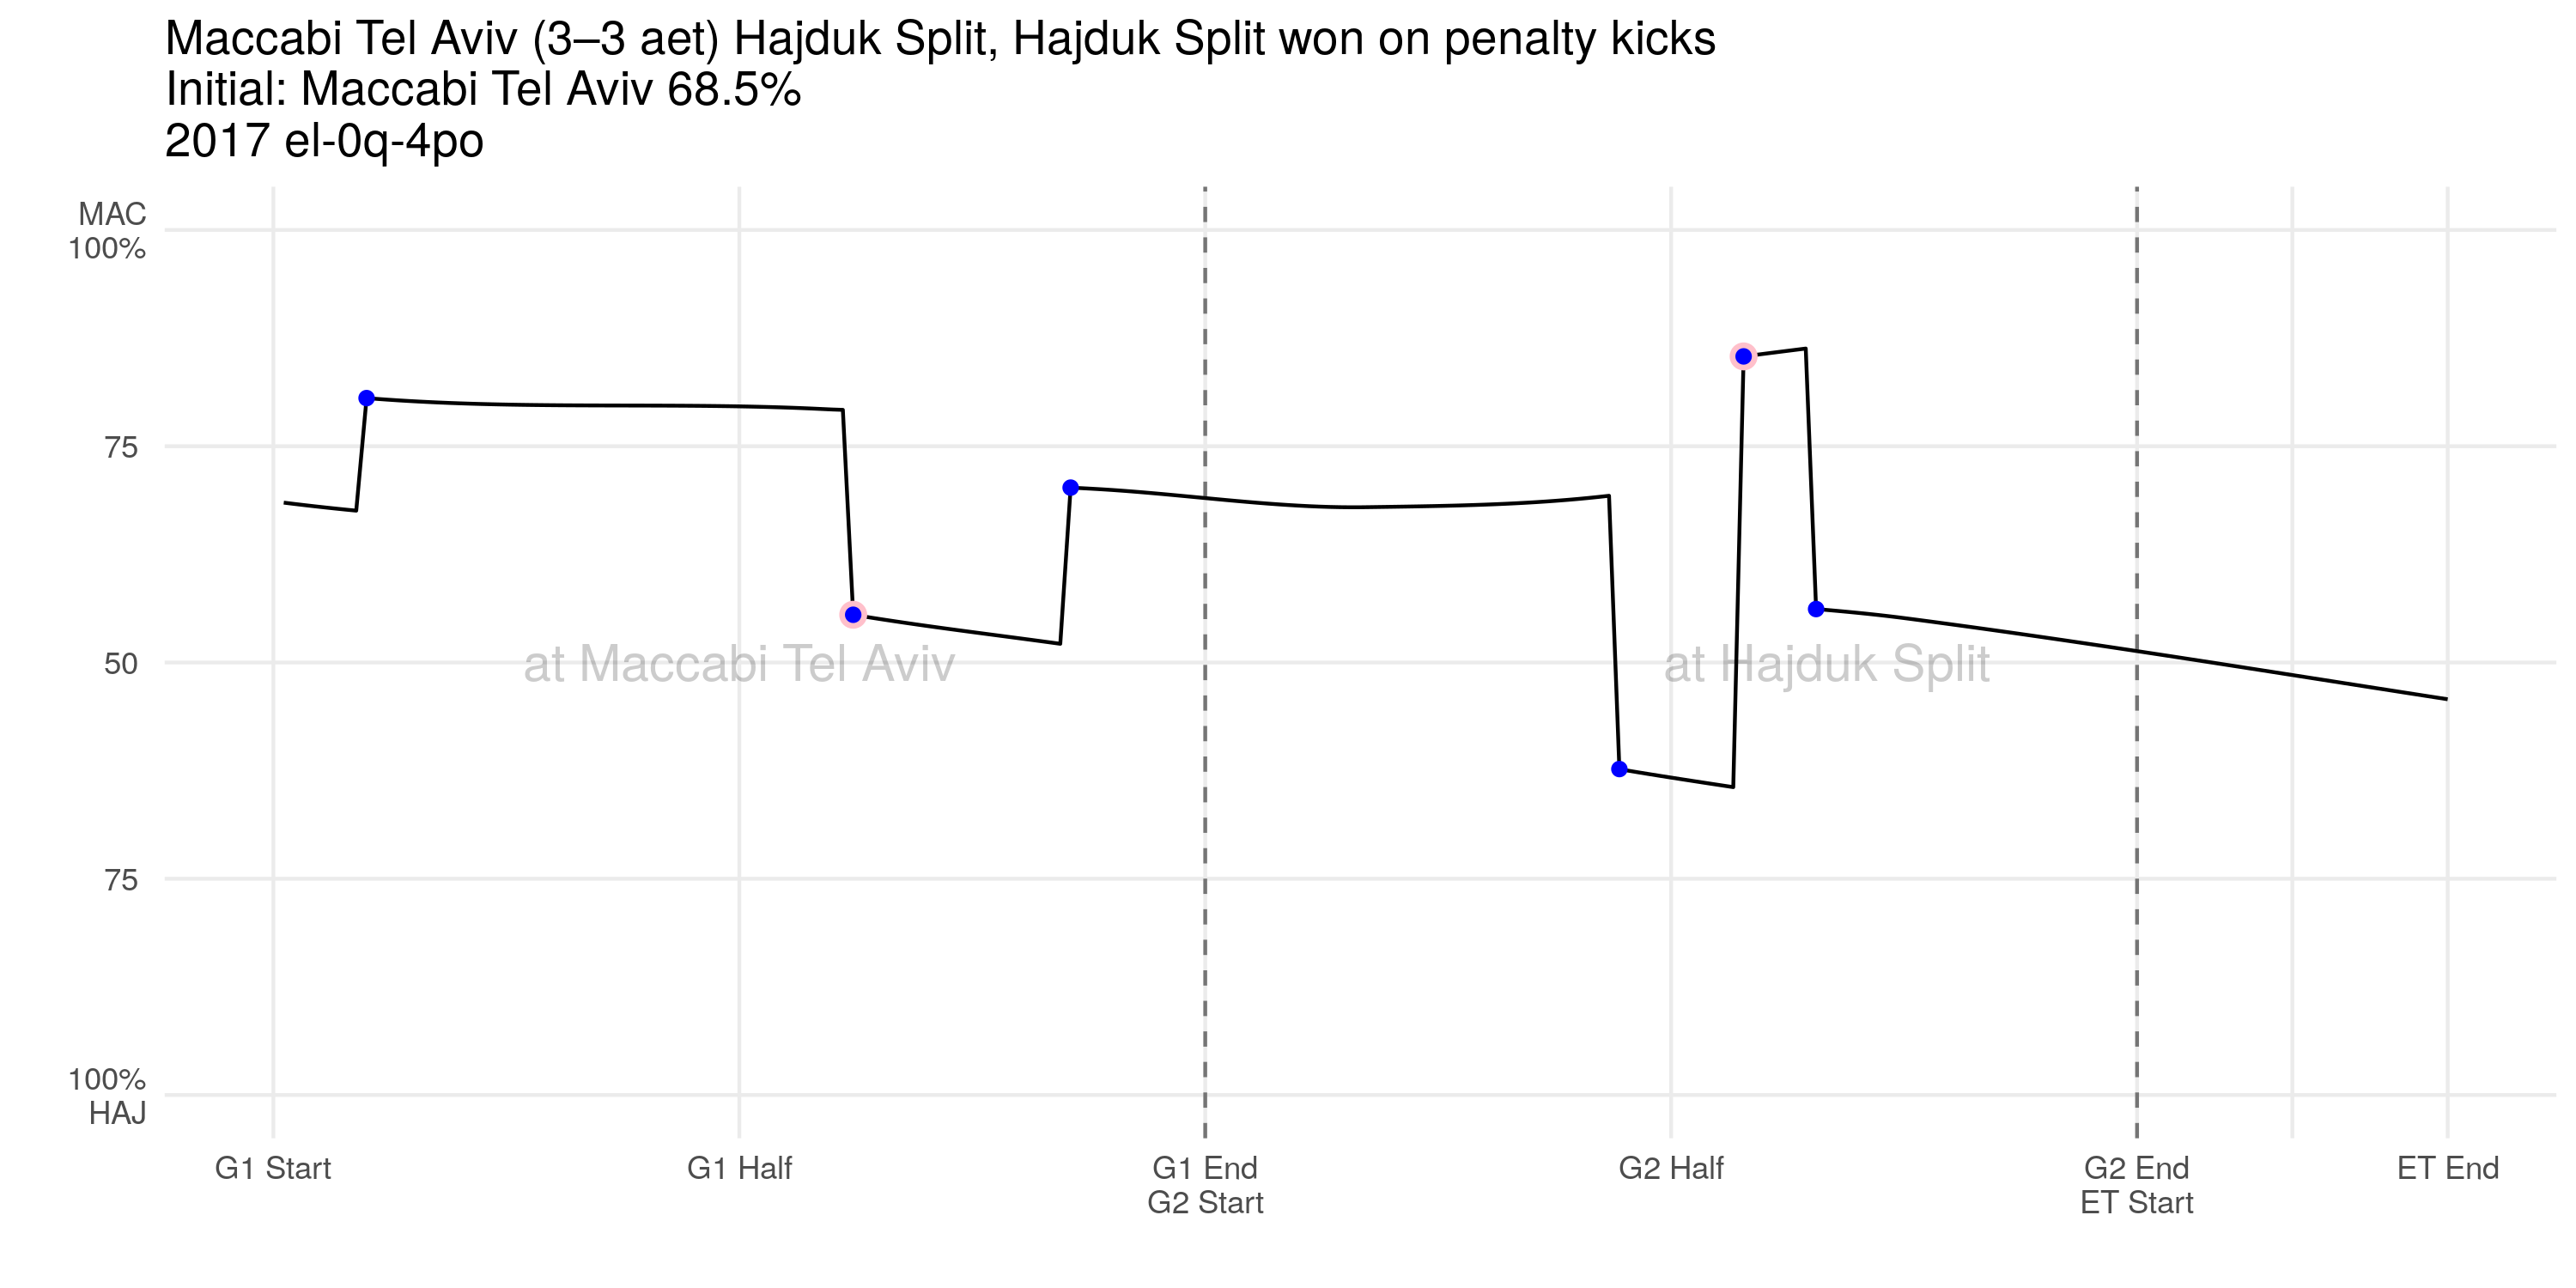 Maccabi Tel Aviv (3–3 aet) Hajduk Split, Hajduk Split won on penalty kicks
Initial: Maccabi Tel Aviv 68.5%
2017 el-0q-4po
MAC
100%
75
50
75
100%
HAJ
at Maccabi Tel Aviv
at Hajduk Split
G1 Start
G1 Half
G1 End
G2 Start
G2 Half
G2 End
ET Start
ET End